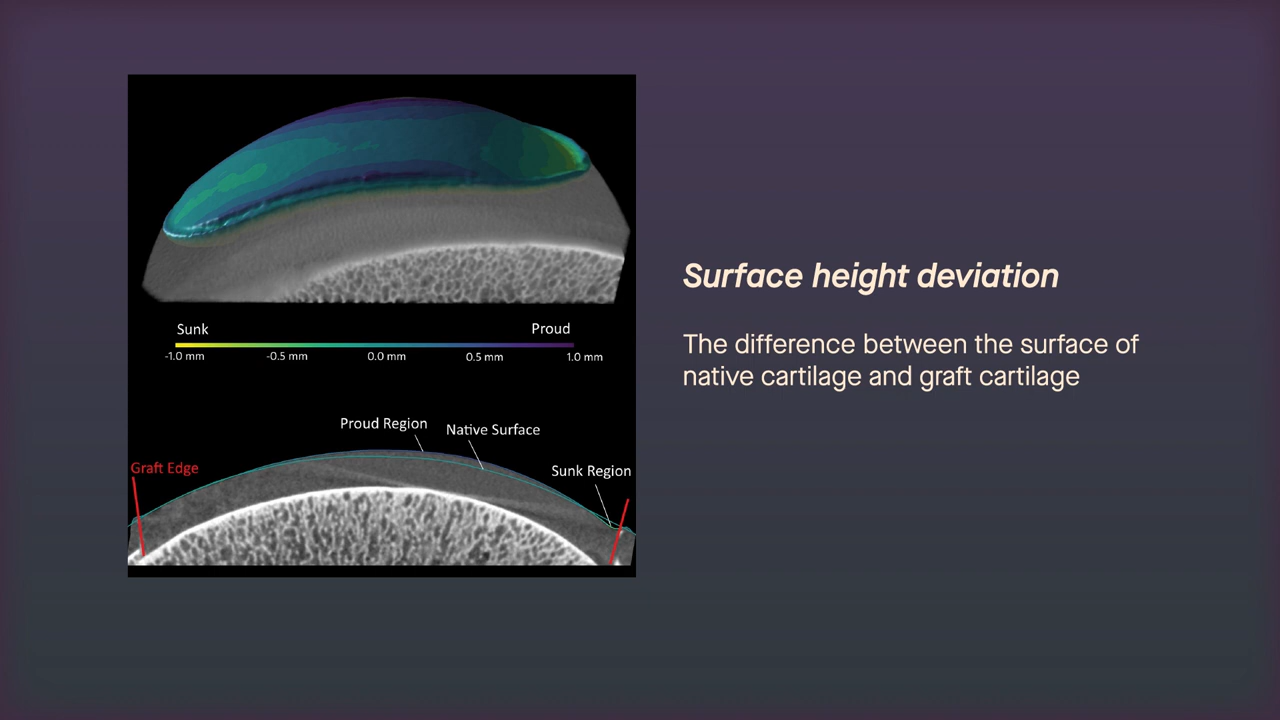 Sunk Proud
-1.0 mm -0.5 mm 0.0 mm 0.5 mm 1.0 mm
Proud Region
Native Surface
Graft Edge
Sunk Region
Surface height deviation
The difference between the surface of
native cartilage and graft cartilage